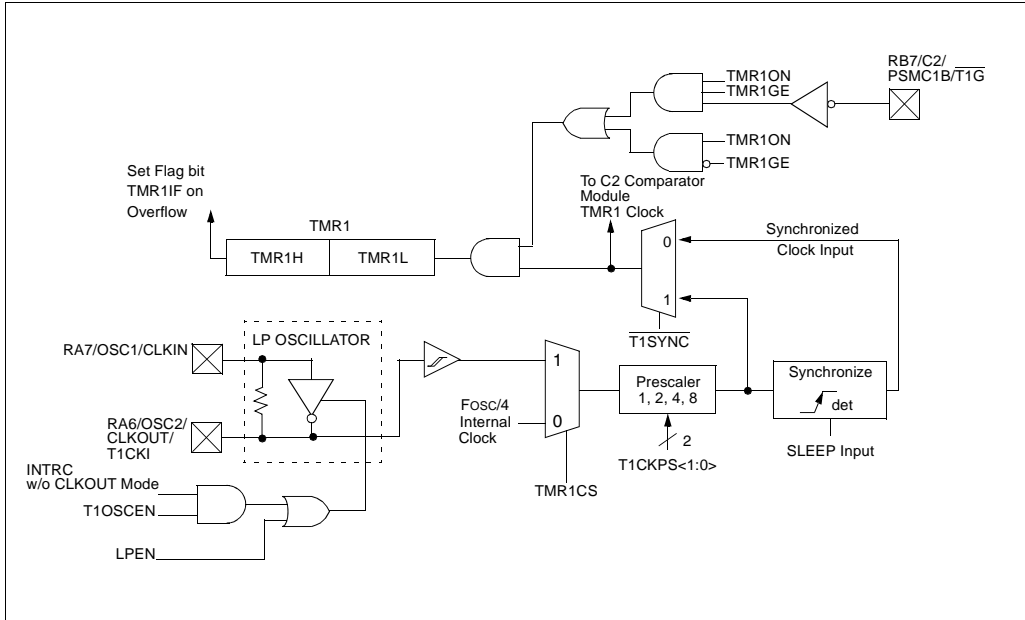 RB7/C2/
PSMC1B/T1G
TMR1ON
TMR1GE
TMR1ON
TMR1GE
To C2 Comparator
Module
TMR1 Clock
Set Flag bit
TMR1IF on
Overflow
TMR1
TMR1H
TMR1L
0
1
T1SYNC
Synchronized
Clock Input
RA7/OSC1/CLKIN
LP OSCILLATOR
RA6/OSC2/
CLKOUT/
T1CKI
FOSC/4
Internal
Clock
1
0
TMR1CS
Prescaler
1, 2, 4, 8
2
T1CKPS<1:0>
Synchronize
det
SLEEP Input
INTRC
w/o CLKOUT Mode
T1OSCEN
LPEN